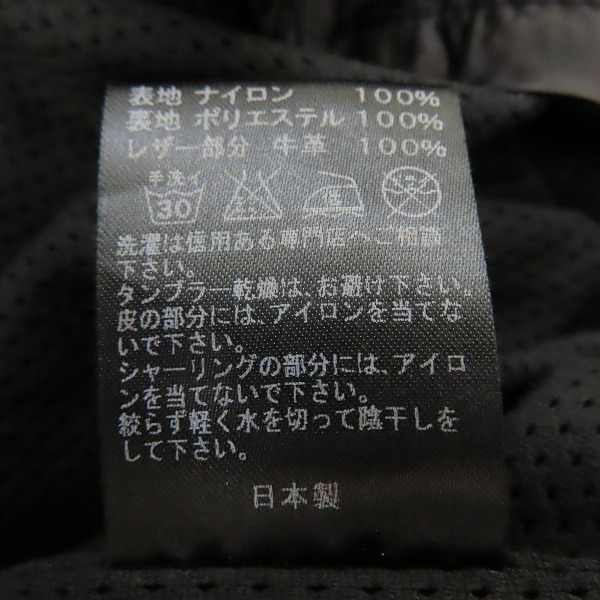 表地 ナイロン 100%
裏地 ポリエステル 100%
レザー部分 牛革 100%
手洗イ
30 低
洗濯は信用ある専門店へご相談
下さい。
タンブラー乾燥は、お避け下さい。
皮の部分には、アイロンを当てな
いで下さい。
シャーリングの部分には、アイロ
ンを当てないで下さい。
絞らず軽く水を切って陰干しを
して下さい。
日本製